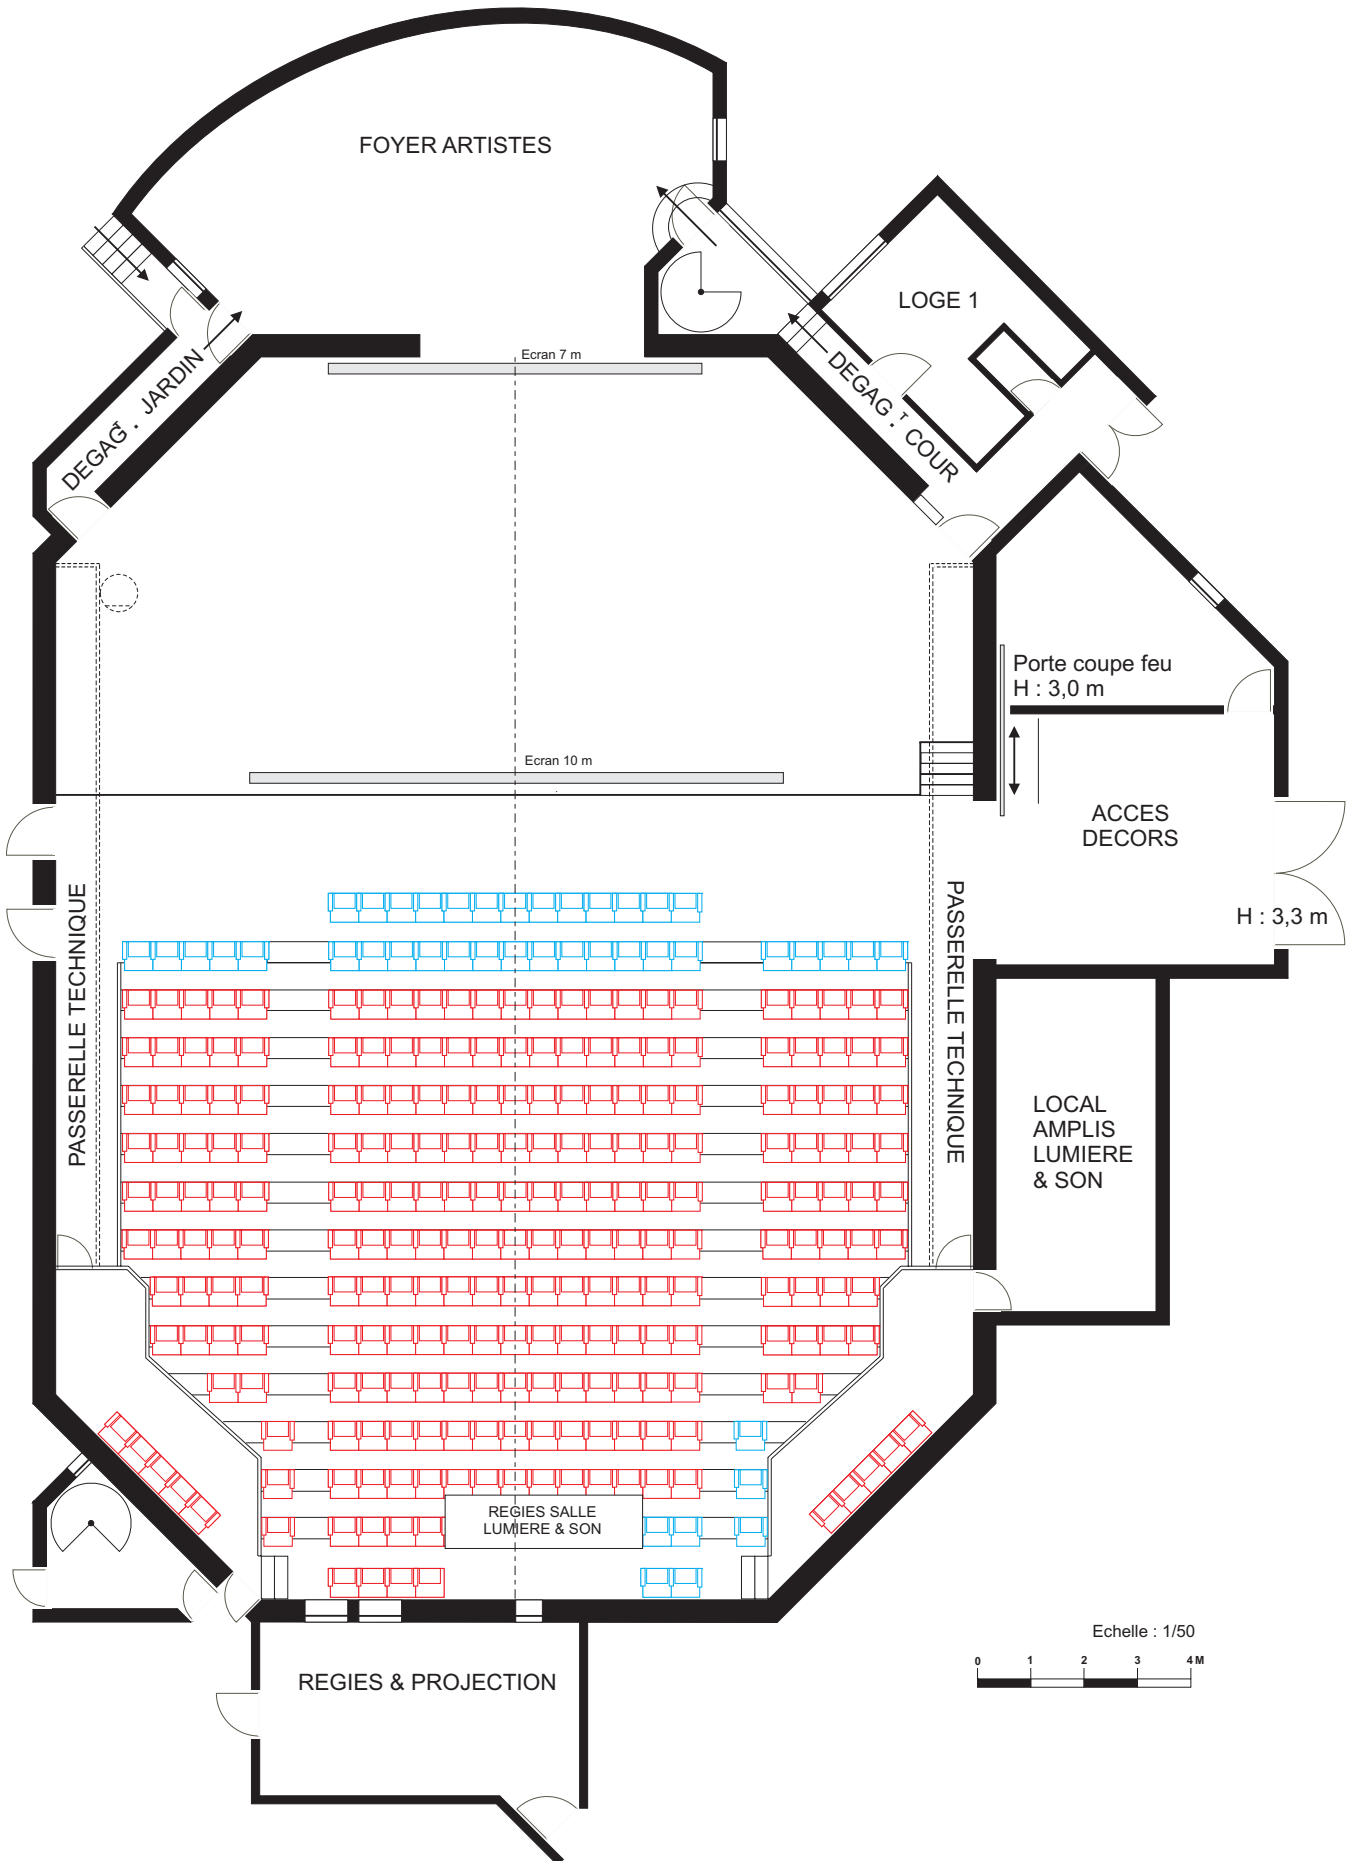 FOYER ARTISTES
LOGE 1
Ecran 7 m
DEGAGT. JARDIN
DEGAGT. COUR
Porte coupe feu
H : 3,0 m
Ecran 10 m
ACCES
DECORS
H : 3,3 m
PASSERELLE TECHNIQUE
PASSERELLE TECHNIQUE
LOCAL
AMPLIS
LUMIERE
& SON
REGIES SALLE
LUMIERE & SON
REGIES & PROJECTION
Echelle : 1/50
0 1 2 3 4 M